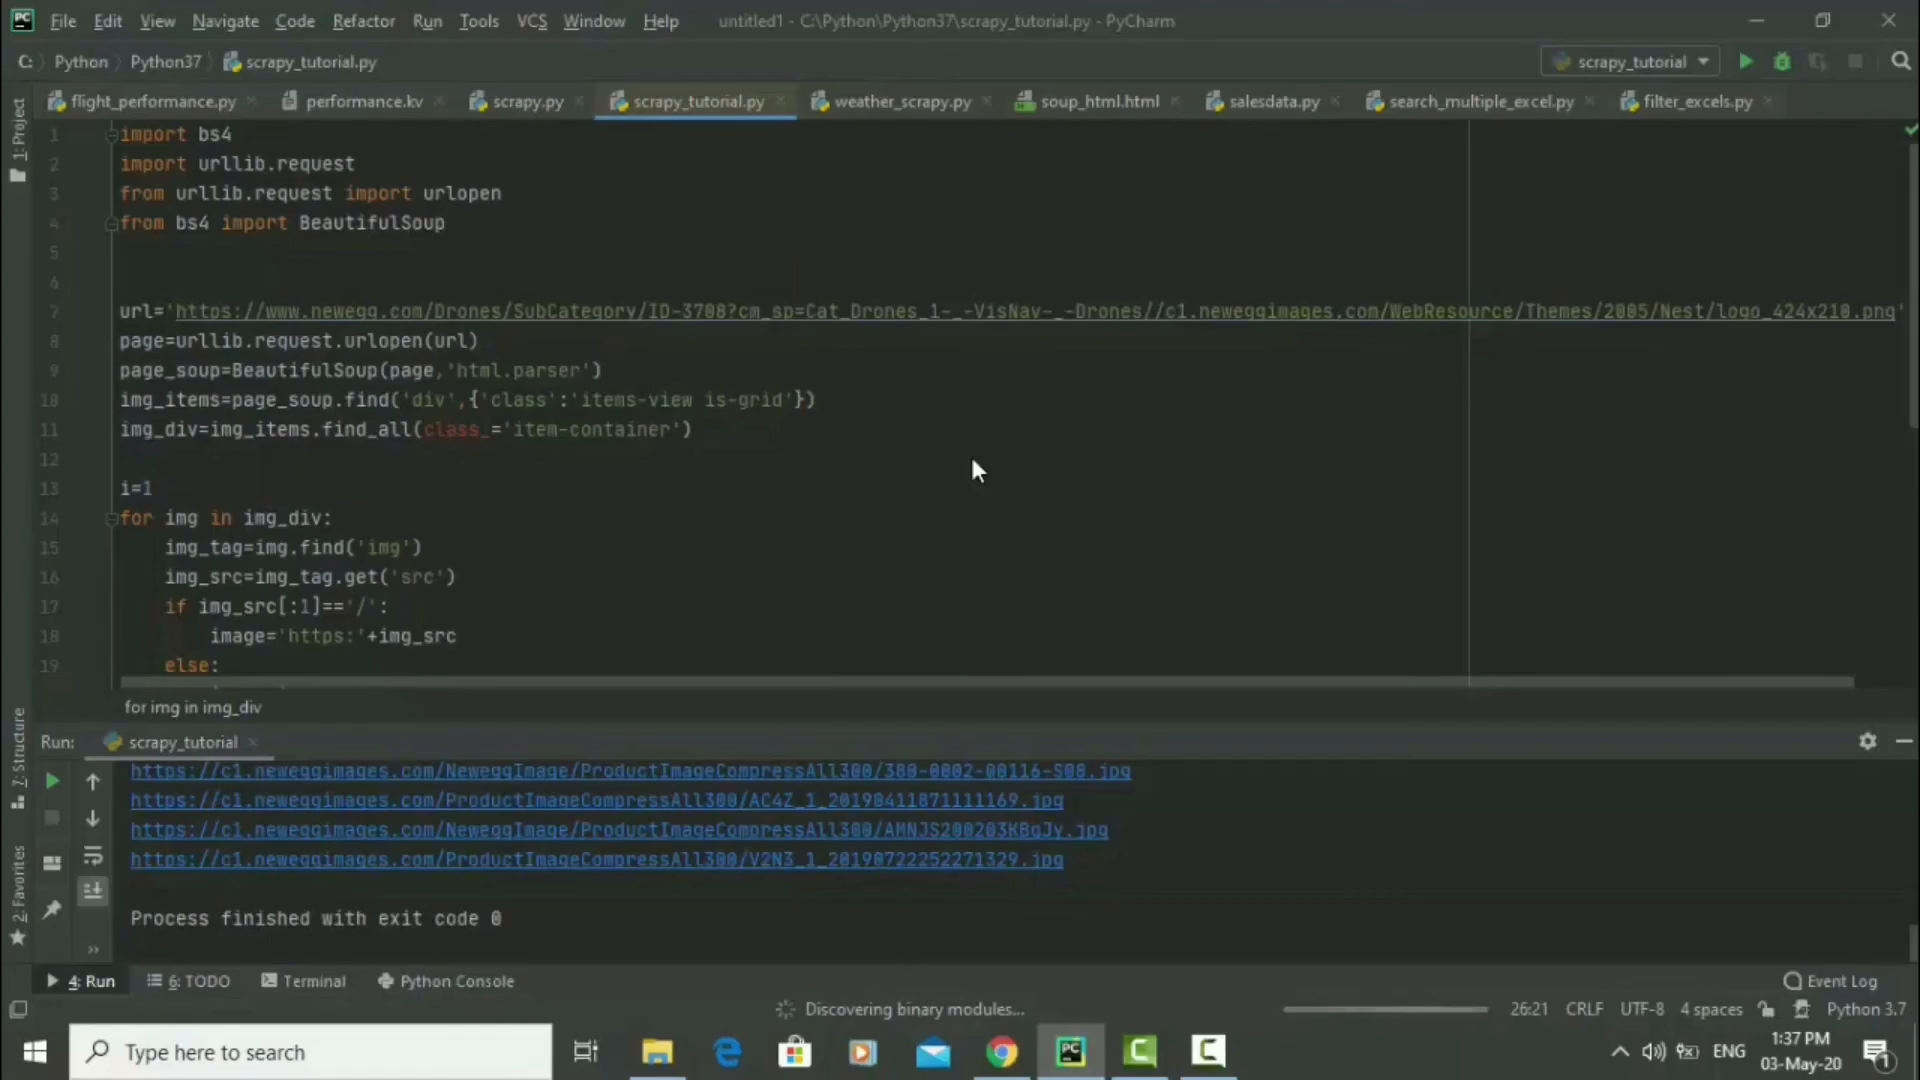 File Edit View Navigate Code Refactor Run Tools VCS Window Help untitled1 - C:\Python\Python37\scrapy_tutorial.py - PyCharm
C: Python Python37 scrapy_tutorial.py scrapy_tutorial
flight_performance.py performance.kv scrapy.py scrapy_tutorial.py weather_scrapy.py soup_html.html salesdata.py search_multiple_excel.py filter_excels.py
1: Project
1 import bs4
2 import urllib.request
3 from urllib.request import urlopen
4 from bs4 import BeautifulSoup
5
6
7 url='https://www.newegg.com/Drones/SubCategory/ID-3708?cm_sp=Cat_Drones_1-_-VisNav-_-Drones//c1.neweggimages.com/WebResource/Themes/2005/Nest/logo_424x210.png'
8 page=urllib.request.urlopen(url)
9 page_soup=BeautifulSoup(page,'html.parser')
10 img_items=page_soup.find('div',{'class':'items-view is-grid'})
11 img_div=img_items.find_all(class_='item-container')
12
13 i=1
14 for img in img_div:
15 img_tag=img.find('img')
16 img_src=img_tag.get('src')
17 if img_src[:1]=='/':
18 image='https:'+img_src
19 else:
for img in img_div
7: Structure
2: Favorites
Run: scrapy_tutorial
https://c1.neweggimages.com/NeweggImage/ProductImageCompressAll300/380-0002-00116-S08.jpg
https://c1.neweggimages.com/ProductImageCompressAll300/AC4Z_1_20190411871111169.jpg
https://c1.neweggimages.com/NeweggImage/ProductImageCompressAll300/AMNJS200203KBgJy.jpg
https://c1.neweggimages.com/ProductImageCompressAll300/V2N3_1_201907222252271329.jpg
Process finished with exit code 0
4: Run 6: TODO Terminal Python Console Event Log
Discovering binary modules... 26:21 CRLF UTF-8 4 spaces Python 3.7
Type here to search
ENG
1:37 PM
03-May-20
1